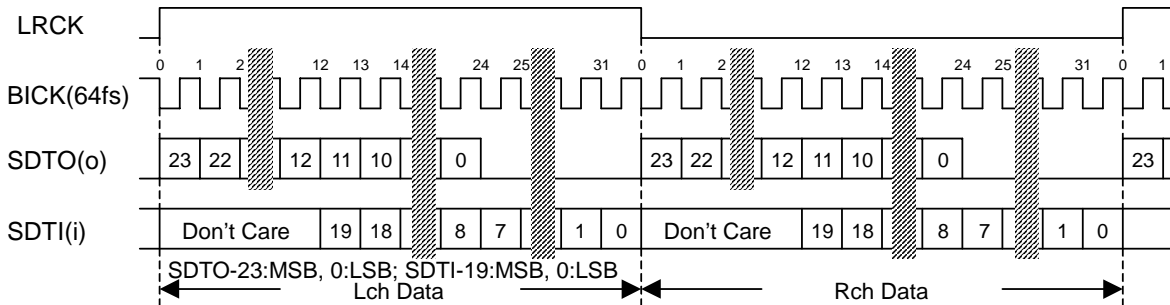 LRCK
0 1 2 12 13 14 24 25 31 0 1 2 12 13 14 24 25 31 0 1
BICK(64fs)
SDTO(o) 23 22 12 11 10 0 23 22 12 11 10 0 23
SDTI(i) Don't Care 19 18 8 7 1 0 Don't Care 19 18 8 7 1 0
SDTO-23:MSB, 0:LSB; SDTI-19:MSB, 0:LSB
Lch Data Rch Data